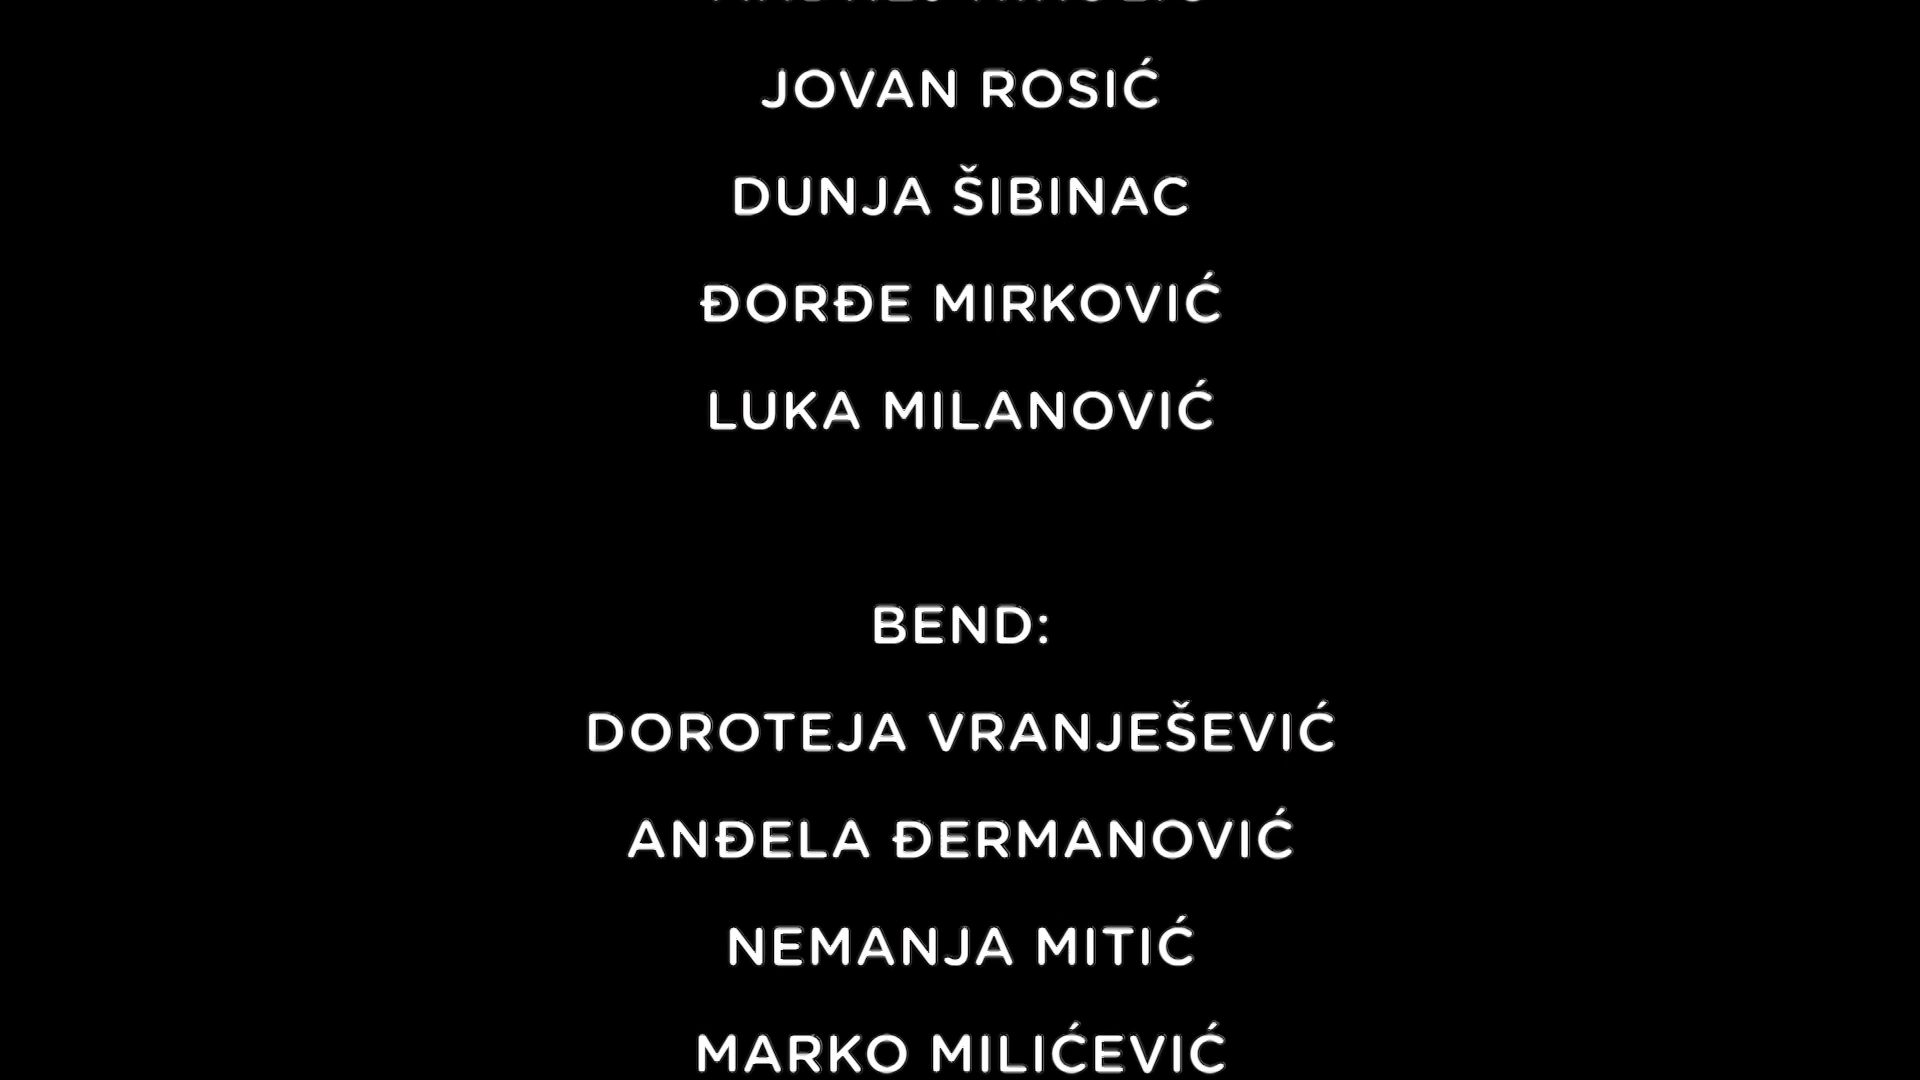 JOVAN ROSIĆ
DUNJA ŠIBINAC
ĐORĐE MIRKOVIĆ
LUKA MILANOVIĆ
BEND:
DOROTEJA VRANJEŠEVIĆ
ANĐELA ĐERMANOVIĆ
NEMANJA MITIĆ
MARKO MILIĆEVIĆ